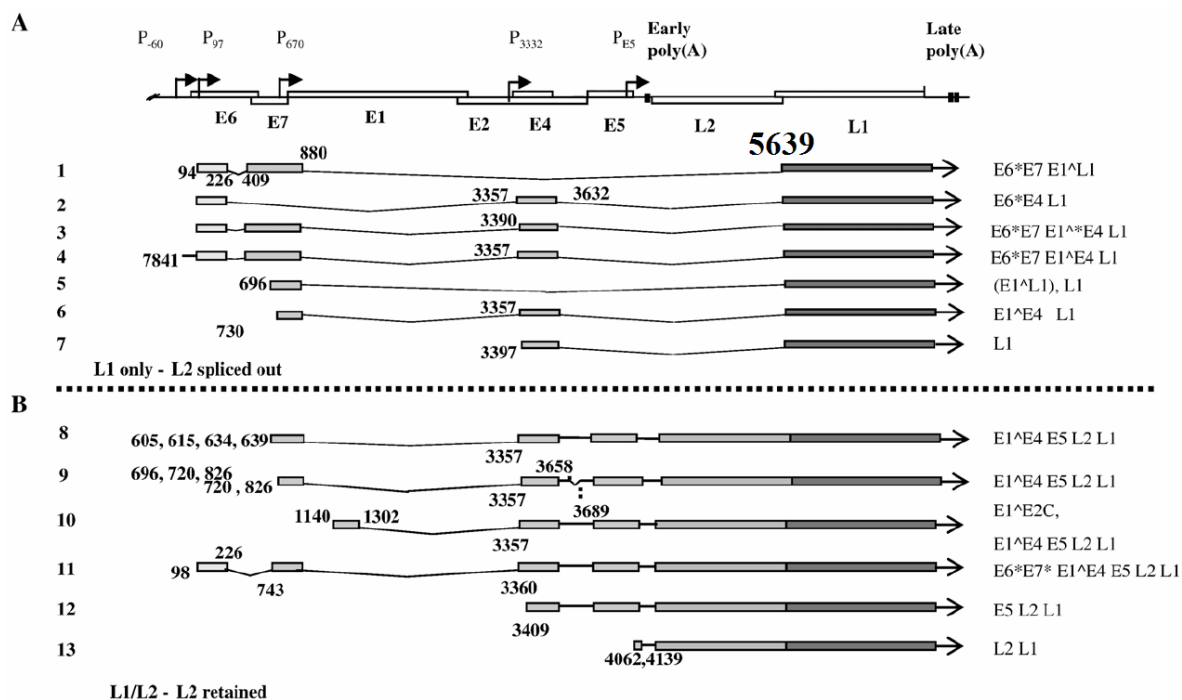 A
P-60 P97 P670 P3332 PE5 Early poly(A) Late poly(A)
E6 E7 E1 E2 E4 E5 L2 L1
880 5639
1 94 226 409 E6*E7 E1^L1
2 3357 3632 E6*E4 L1
3 3390 E6*E7 E1^*E4 L1
4 7841 3357 E6*E7 E1^E4 L1
5 696 (E1^L1), L1
6 730 3357 E1^E4 L1
7 3397 L1
L1 only - L2 spliced out
B
8 605, 615, 634, 639 3357 E1^E4 E5 L2 L1
9 696, 720, 826 720 , 826 3357 3658 3689 E1^E4 E5 L2 L1
10 1140 1302 3357 E1^E2C,
E1^E4 E5 L2 L1
11 98 226 743 3360 E6*E7* E1^E4 E5 L2 L1
12 3409 E5 L2 L1
13 4062,4139 L2 L1
L1/L2 - L2 retained